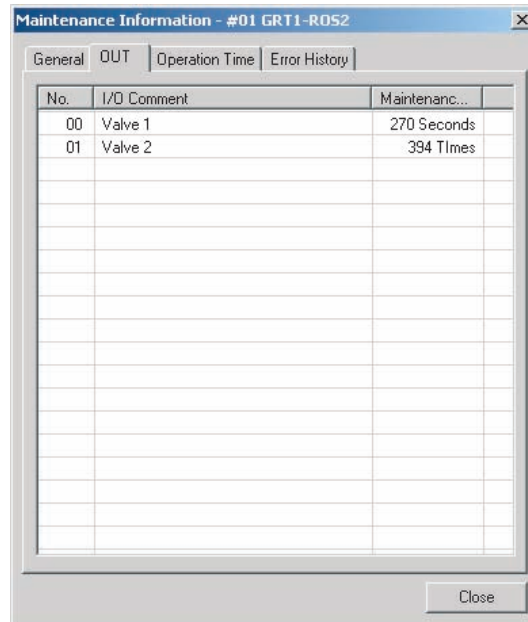 Maintenance Information - #01 GRT1-ROS2
General OUT Operation Time Error History
No. I/O Comment Maintenanc...
00 Valve 1 270 Seconds
01 Valve 2 394 TImes
Close